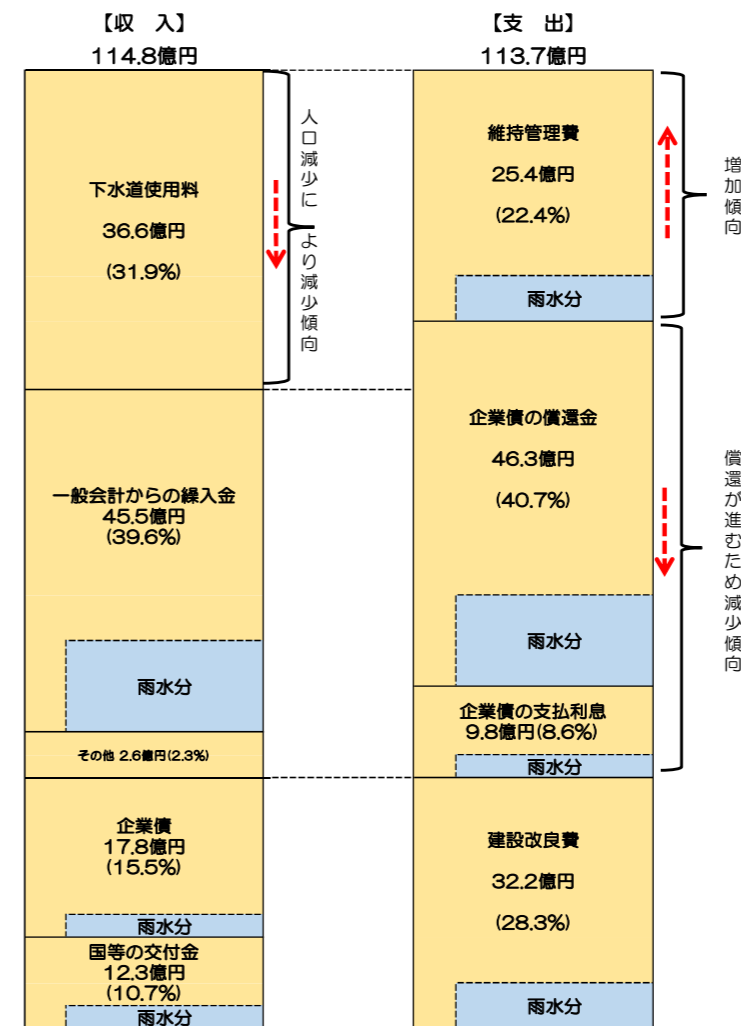 【収　入】
114.8億円
下水道使用料
36.6億円
(31.9%)
人口減少に　より減少傾向
一般会計からの繰入金
45.5億円
(39.6%)
雨水分
その他 2.6億円(2.3%)
企業債
17.8億円
(15.5%)
雨水分
国等の交付金
12.3億円
(10.7%)
雨水分
【支　出】
113.7億円
維持管理費
25.4億円
(22.4%)
雨水分
増加傾向
企業債の償還金
46.3億円
(40.7%)
雨水分
企業債の支払利息
9.8億円(8.6%)
雨水分
償還が進むため減少傾向
建設改良費
32.2億円
(28.3%)
雨水分